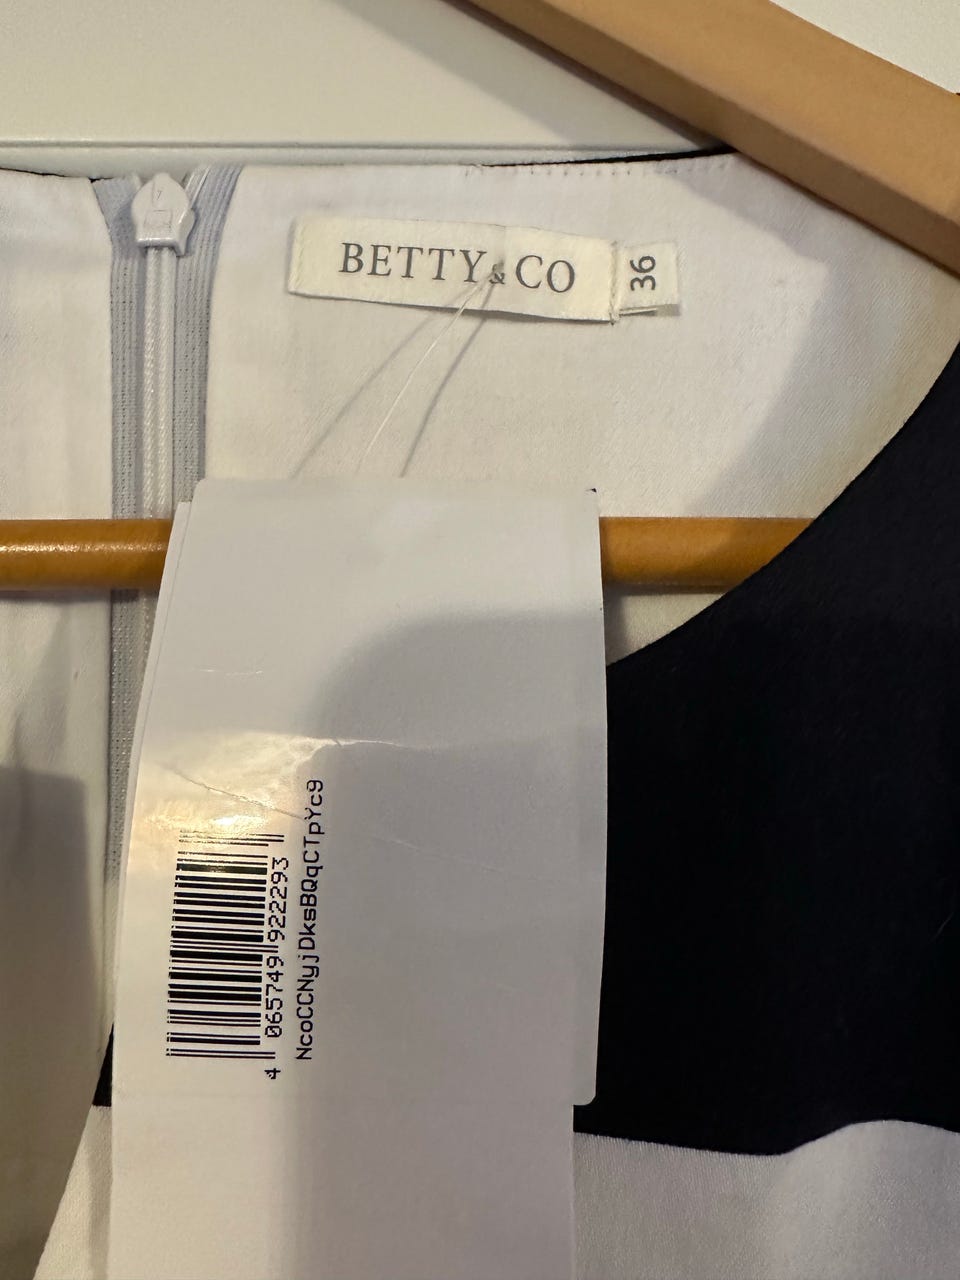 BETTY & CO
36
4 065749 922293
NcoCCNyjDksBQqCTpYc9